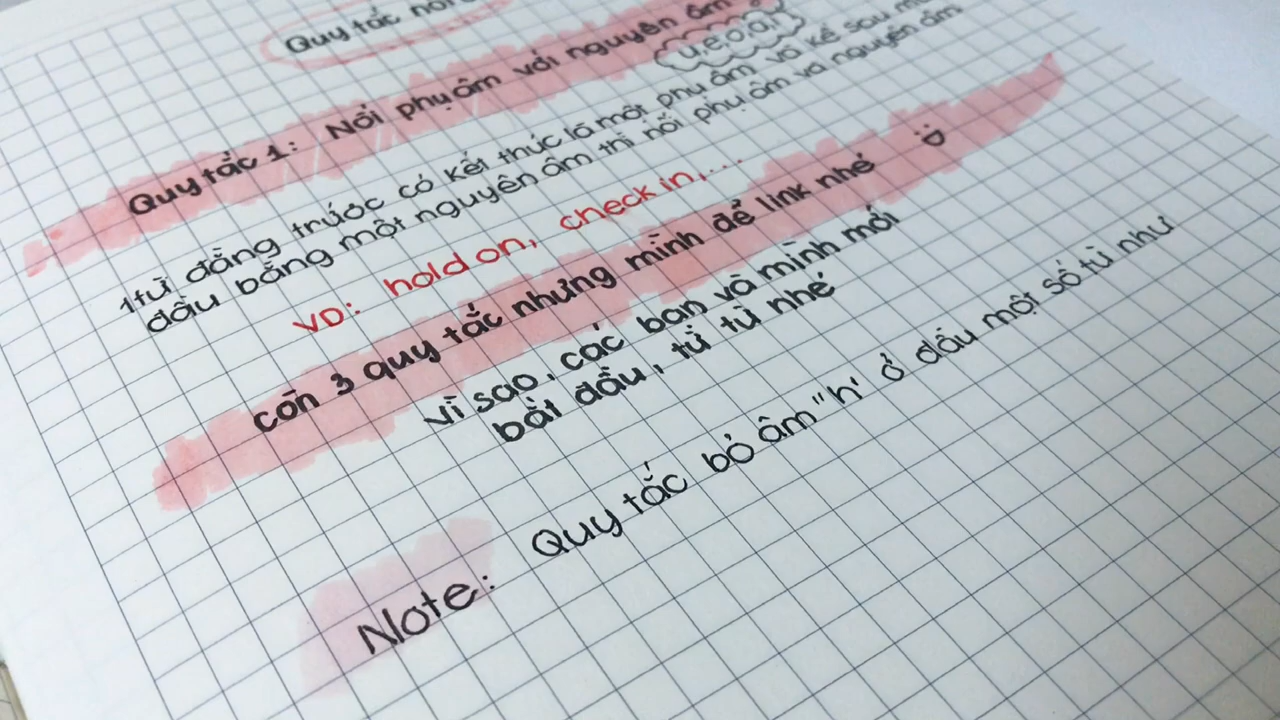 Quy tắc nối
Quy tắc 1: Nối phụ âm với nguyên âm
u,e,o,a,i
1 từ đằng trước có kết thúc là một phụ âm và kế sau
đầu bằng một nguyên âm thì nối phụ âm và nguyên âm
VD: hold on, check in,...
còn 3 quy tắc nhưng mình để link nhé
vì sao, các bạn và mình mới
bắt đầu, từ từ nhé
Note: Quy tắc bỏ âm "h' ở đầu một số từ như